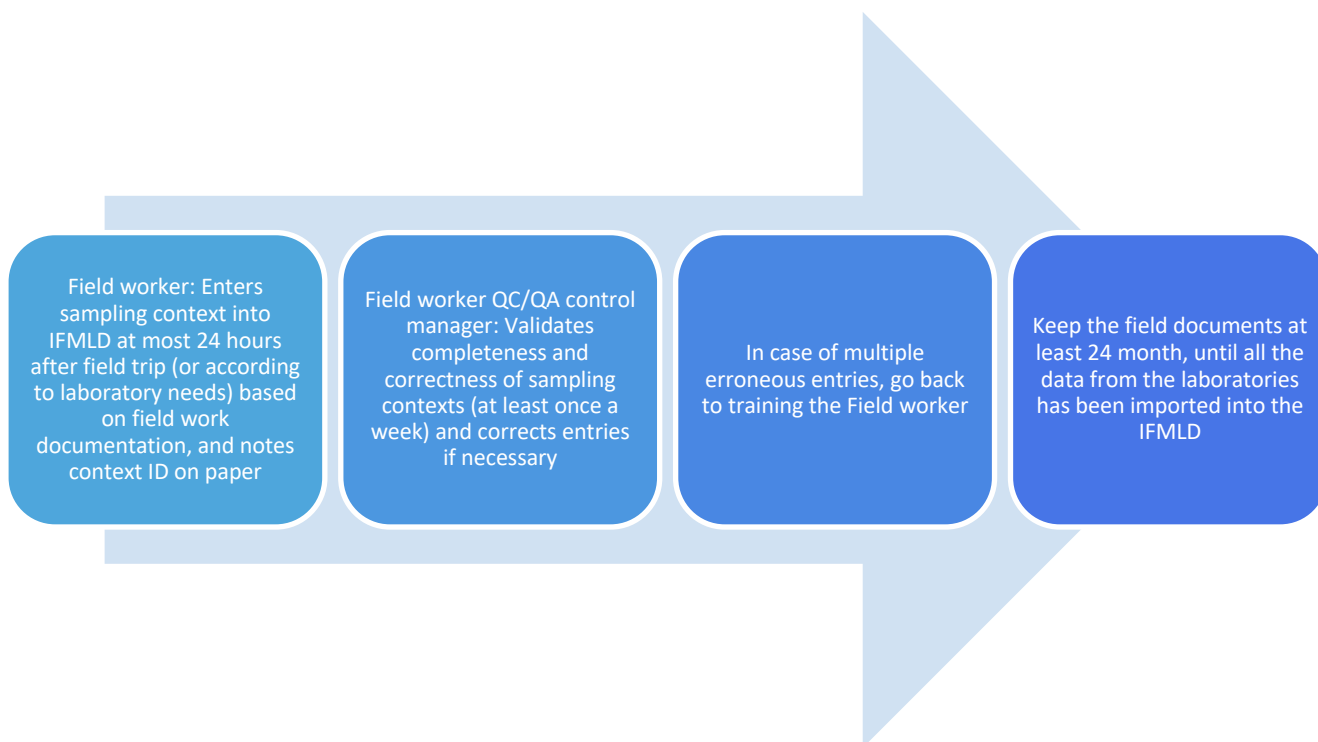 Field worker: Enters
sampling context into
IFMLD at most 24 hours
after field trip (or according
to laboratory needs) based
on field work
documentation, and notes
context ID on paper
Field worker QC/QA control
manager: Validates
completeness and
correctness of sampling
contexts (at least once a
week) and corrects entries
if necessary
In case of multiple
erroneous entries, go back
to training the Field worker
Keep the field documents at
least 24 month, until all the
data from the laboratories
has been imported into the
IFMLD